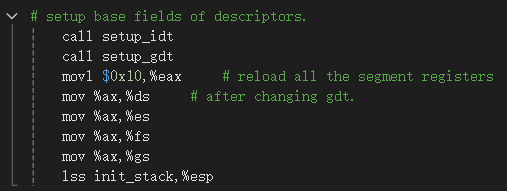 # setup base fields of descriptors.
call setup_idt
call setup_gdt
movl $0x10,%eax # reload all the segment registers
mov %ax,%ds # after changing gdt.
mov %ax,%es
mov %ax,%fs
mov %ax,%gs
lss init_stack,%esp